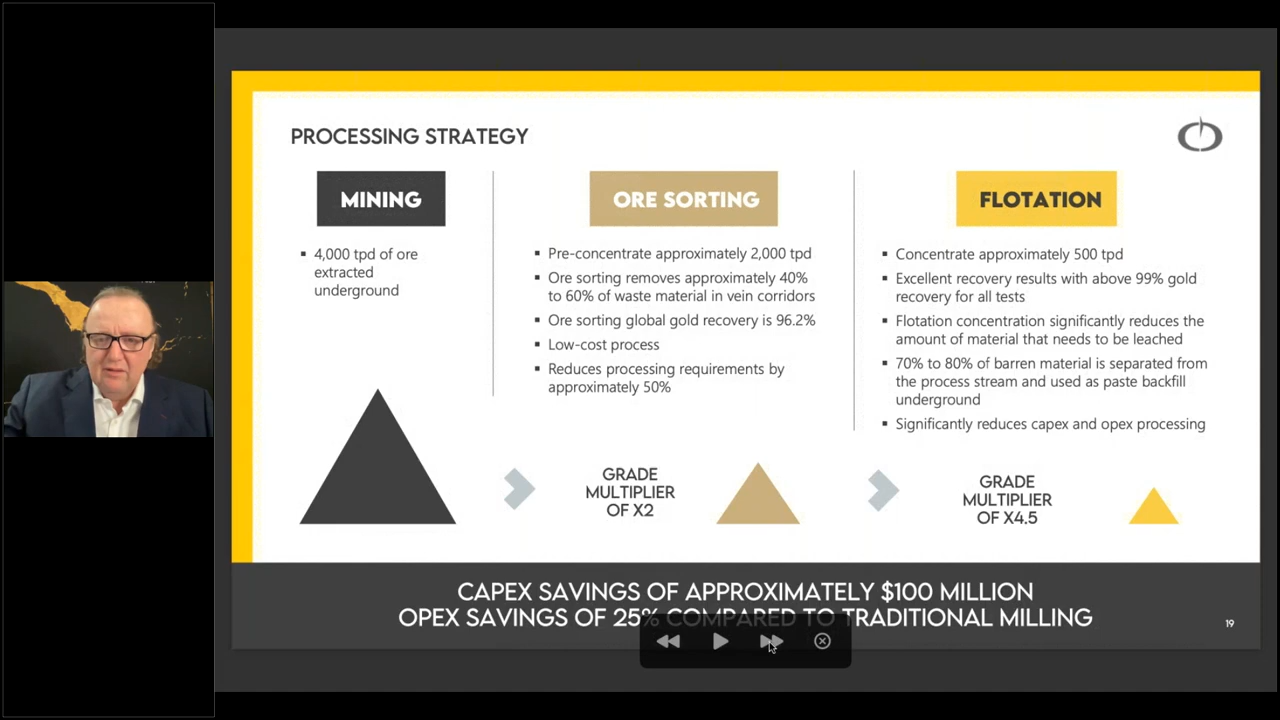 PROCESSING STRATEGY
MINING
▪ 4,000 tpd of ore
extracted
underground
ORE SORTING
▪ Pre-concentrate approximately 2,000 tpd
▪ Ore sorting removes approximately 40%
to 60% of waste material in vein corridors
▪ Ore sorting global gold recovery is 96.2%
▪ Low-cost process
▪ Reduces processing requirements by
approximately 50%
FLOTATION
▪ Concentrate approximately 500 tpd
▪ Excellent recovery results with above 99% gold
recovery for all tests
▪ Flotation concentration significantly reduces the
amount of material that needs to be leached
▪ 70% to 80% of barren material is separated from
the process stream and used as paste backfill
underground
▪ Significantly reduces capex and opex processing
GRADE
MULTIPLIER
OF X2
GRADE
MULTIPLIER
OF X4.5
CAPEX SAVINGS OF APPROXIMATELY $100 MILLION
OPEX SAVINGS OF 25% COMPARED TO TRADITIONAL MILLING
19